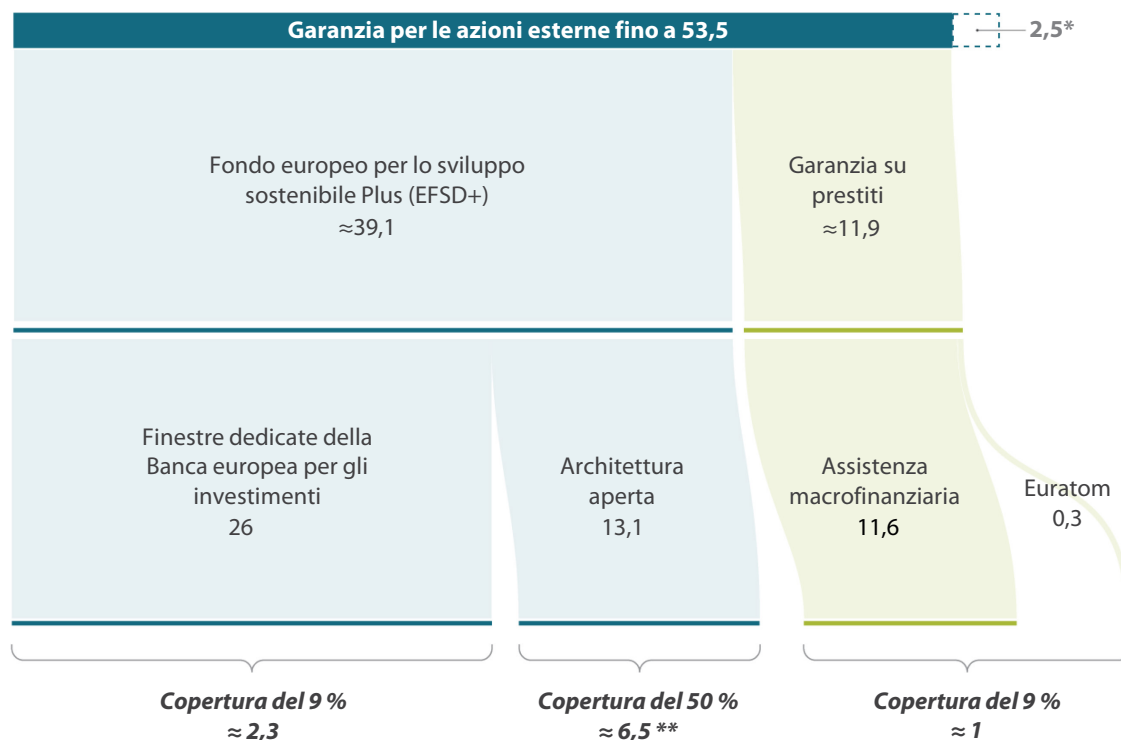 Garanzia per le azioni esterne fino a 53,5
2,5*
Fondo europeo per lo sviluppo
sostenibile Plus (EFSD+)
≈39,1
Garanzia su
prestiti
≈11,9
Finestre dedicate della
Banca europea per gli
investimenti
26
Architettura
aperta
13,1
Assistenza
macrofinanziaria
11,6
Euratom
0,3
Copertura del 9 %
≈ 2,3
Copertura del 50 %
≈ 6,5 **
Copertura del 9 %
≈ 1